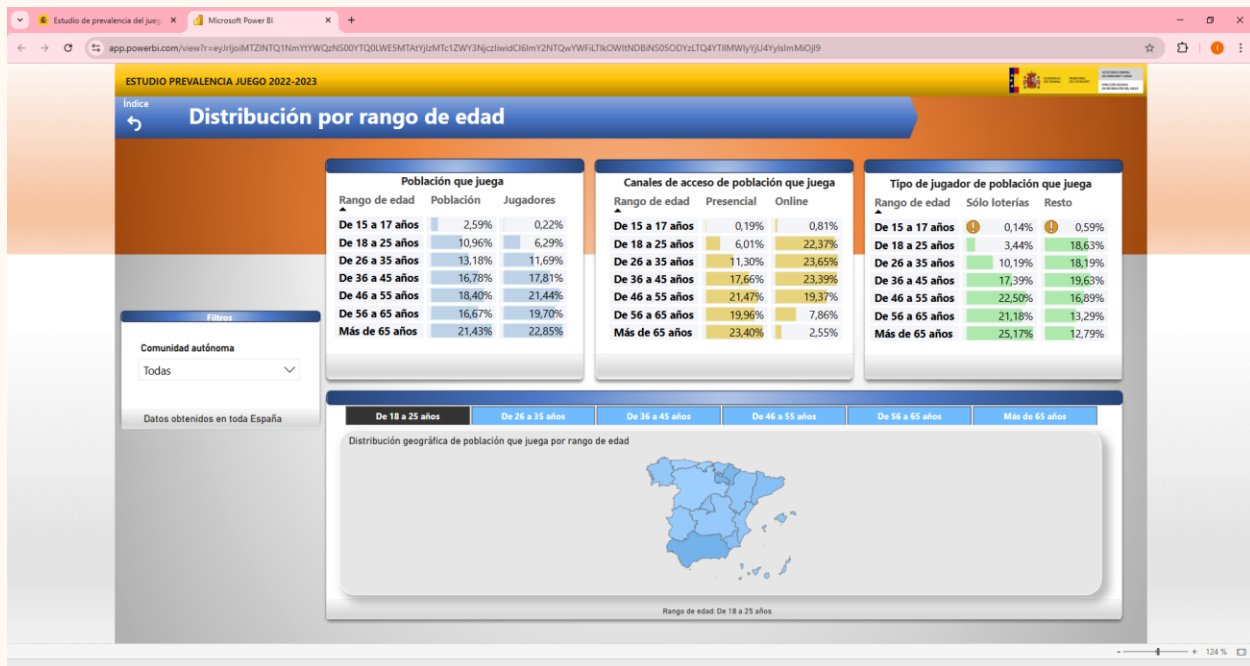 Estudio de prevalencia del jueg
Microsoft Power BI
ESTUDIO PREVALENCIA JUEGO 2022-2023
Índice
Distribución por rango de edad
Población que juega
Rango de edad Población Jugadores
De 15 a 17 años 2,59% 0,22%
De 18 a 25 años 10,96% 6,29%
De 26 a 35 años 13,18% 11,69%
De 36 a 45 años 16,78% 17,81%
De 46 a 55 años 18,40% 21,44%
De 56 a 65 años 16,67% 19,70%
Más de 65 años 21,43% 22,85%
Canales de acceso de población que juega
Rango de edad Presencial Online
De 15 a 17 años 0,19% 0,81%
De 18 a 25 años 6,01% 22,37%
De 26 a 35 años 11,30% 23,65%
De 36 a 45 años 17,66% 23,39%
De 46 a 55 años 21,47% 19,37%
De 56 a 65 años 19,96% 7,86%
Más de 65 años 23,40% 2,55%
Tipo de jugador de población que juega
Rango de edad Sólo loterías Resto
De 15 a 17 años 0,14% 0,59%
De 18 a 25 años 3,44% 18,63%
De 26 a 35 años 10,19% 18,19%
De 36 a 45 años 17,39% 19,63%
De 46 a 55 años 22,50% 16,89%
De 56 a 65 años 21,18% 13,29%
Más de 65 años 25,17% 12,79%
Filtros
Comunidad autónoma
Todas
Datos obtenidos en toda España
De 18 a 25 años De 26 a 35 años De 36 a 45 años De 46 a 55 años De 56 a 65 años Más de 65 años
Distribución geográfica de población que juega por rango de edad
Rango de edad: De 18 a 25 años
- + 124 %